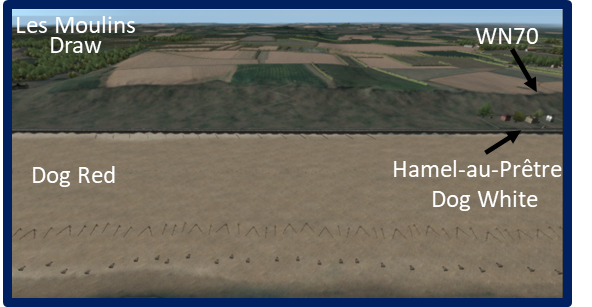 Les Moulins
Draw
WN70
Dog Red
Hamel-au-Prêtre
Dog White